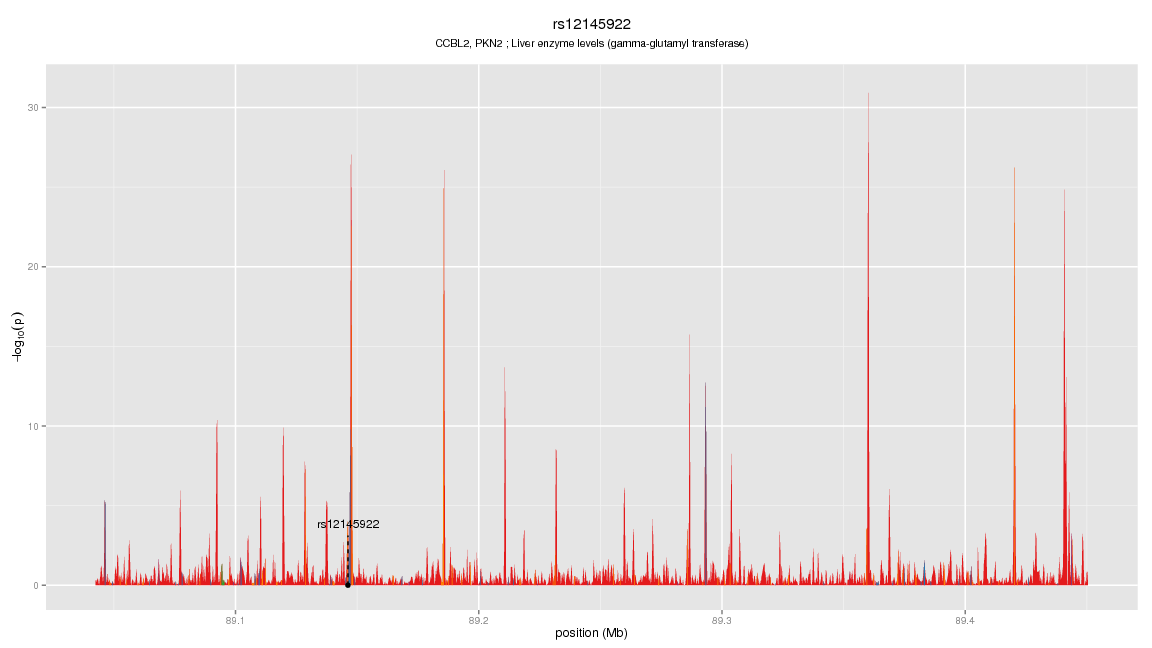 rs12145922
CCBL2, PKN2 ; Liver enzyme levels (gamma-glutamyl transferase)
30
20
10
0
−log10(p)
rs12145922
89.1
89.2
89.3
89.4
position (Mb)